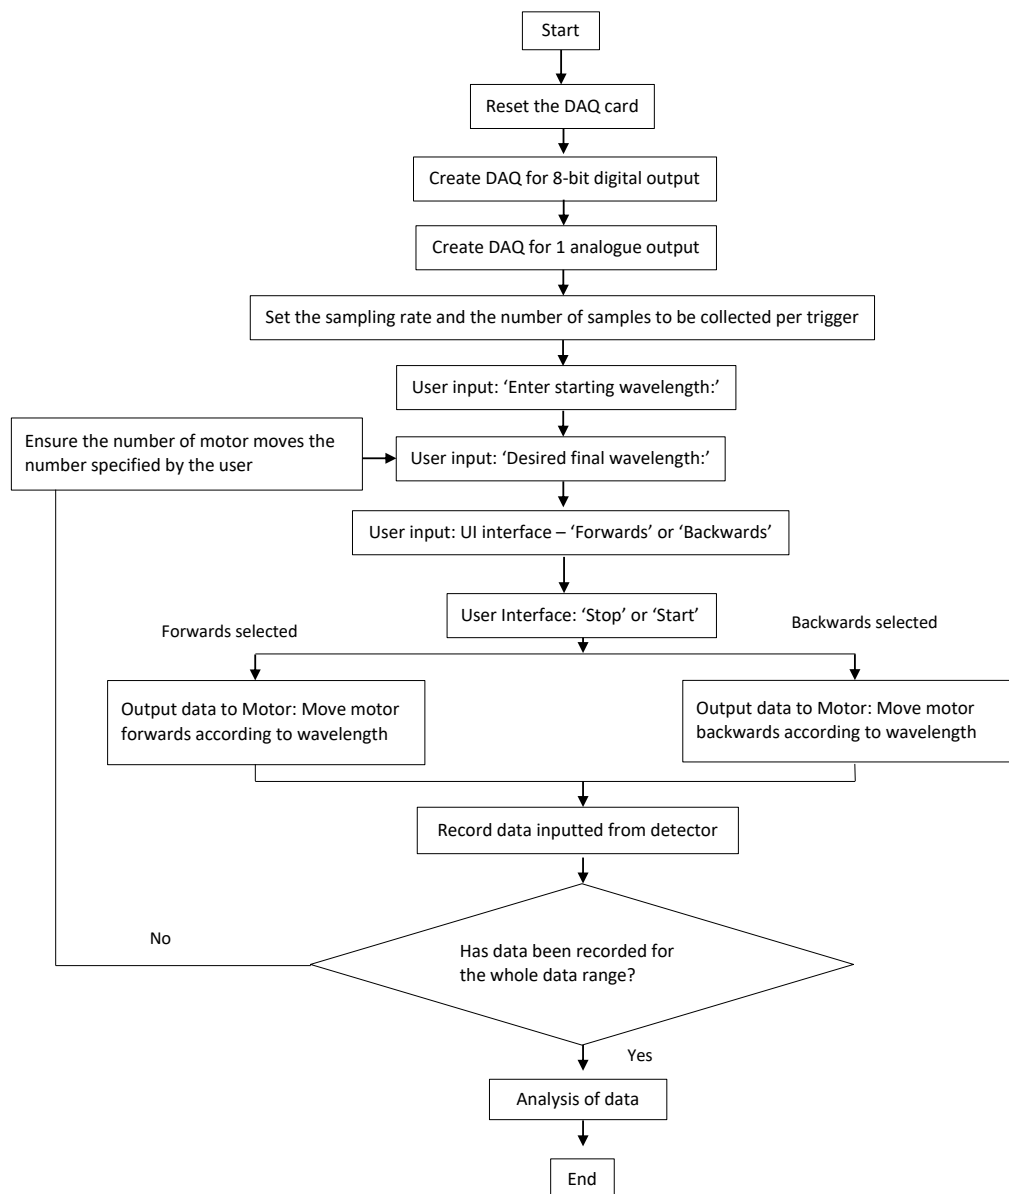 Start
Reset the DAQ card
Create DAQ for 8-bit digital output
Create DAQ for 1 analogue output
Set the sampling rate and the number of samples to be collected per trigger
User input: ‘Enter starting wavelength:’
Ensure the number of motor moves the
number specified by the user
User input: ‘Desired final wavelength:’
User input: UI interface – ‘Forwards’ or ‘Backwards’
User Interface: ‘Stop’ or ‘Start’
Forwards selected
Backwards selected
Output data to Motor: Move motor
forwards according to wavelength
Output data to Motor: Move motor
backwards according to wavelength
Record data inputted from detector
No
Has data been recorded for
the whole data range?
Yes
Analysis of data
End